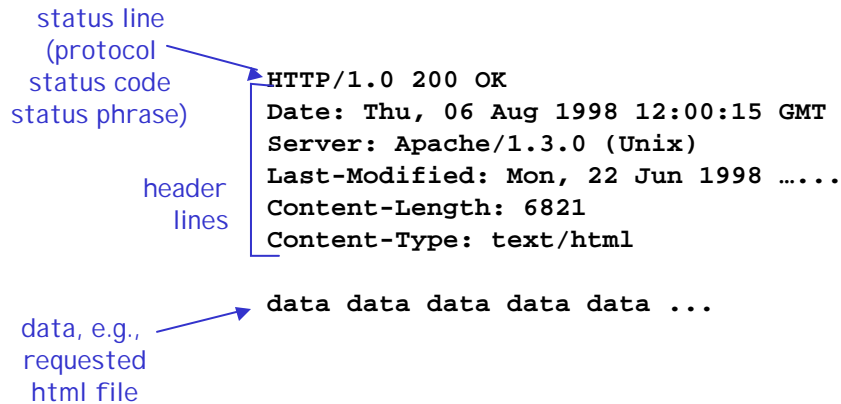 status line
(protocol
status code
status phrase)
HTTP/1.0 200 OK
Date: Thu, 06 Aug 1998 12:00:15 GMT
Server: Apache/1.3.0 (Unix)
Last-Modified: Mon, 22 Jun 1998 …...
Content-Length: 6821
Content-Type: text/html
header
lines
data data data data data ...
data, e.g.,
requested
html file